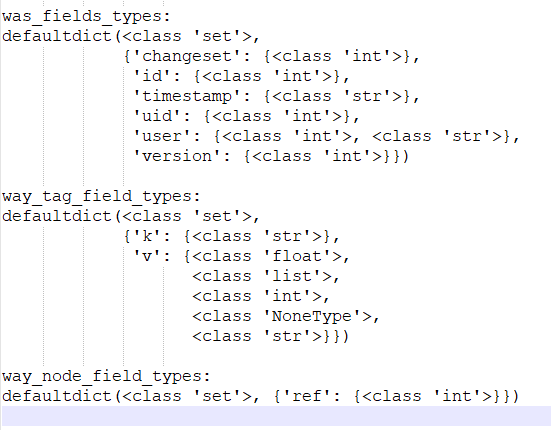 was_fields_types:
defaultdict(<class 'set'>,
            {'changeset': {<class 'int'>},
             'id': {<class 'int'>},
             'timestamp': {<class 'str'>},
             'uid': {<class 'int'>},
             'user': {<class 'int'>, <class 'str'>},
             'version': {<class 'int'>}})
way_tag_field_types:
defaultdict(<class 'set'>,
            {'k': {<class 'str'>},
             'v': {<class 'float'>,
                   <class 'list'>,
                   <class 'int'>,
                   <class 'NoneType'>,
                   <class 'str'>}})
way_node_field_types:
defaultdict(<class 'set'>, {'ref': {<class 'int'>}})